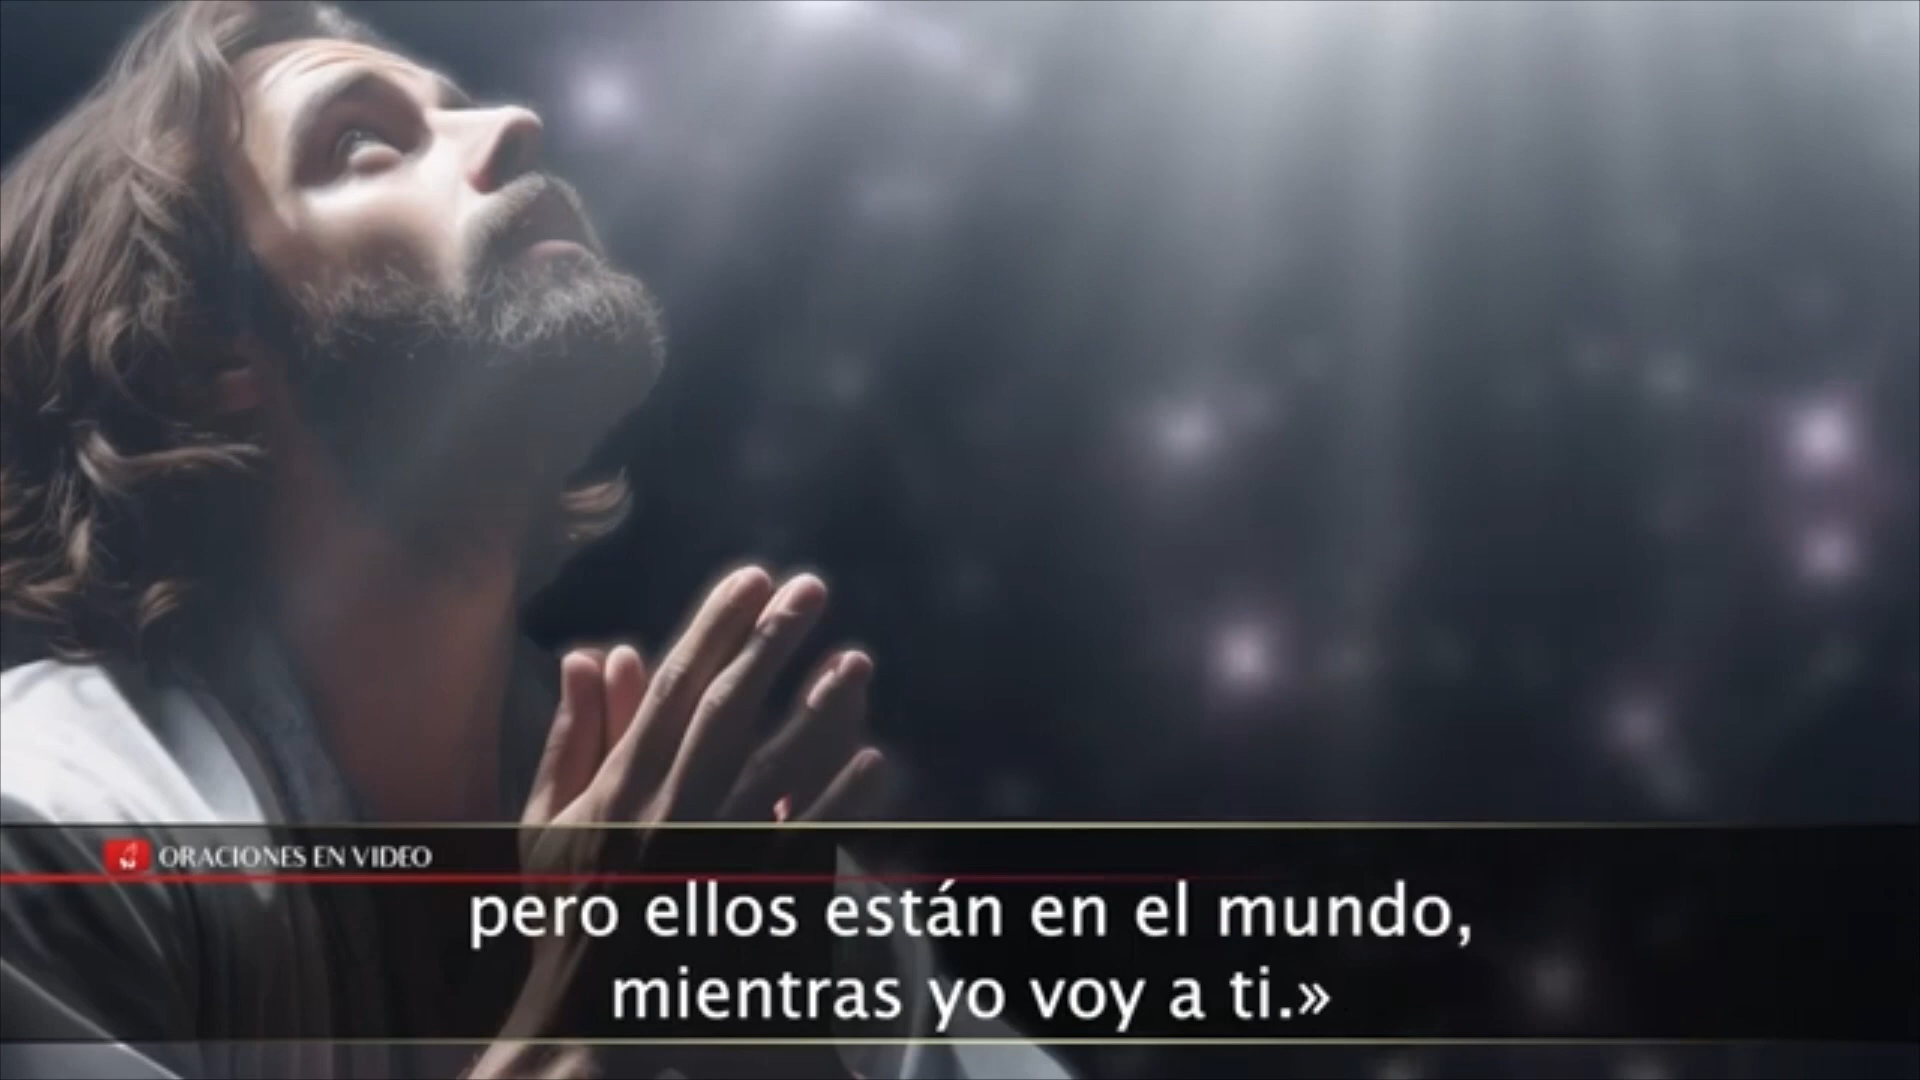 ORACIONES EN VIDEO
pero ellos están en el mundo,
mientras yo voy a ti.»